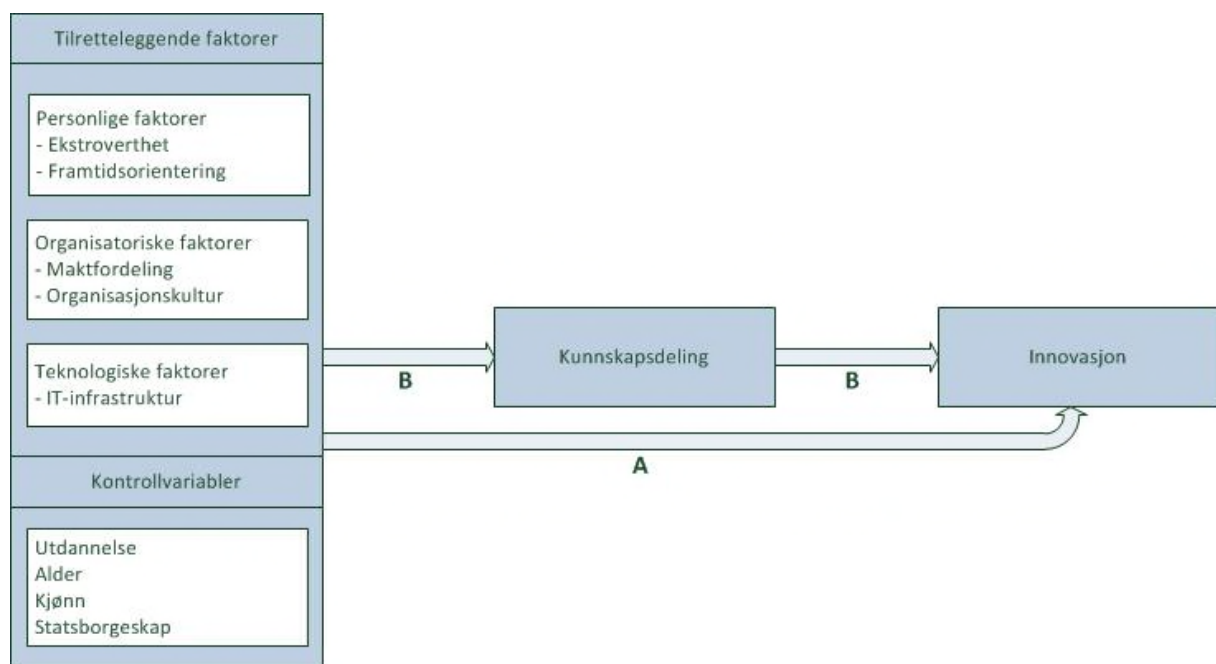 Tilretteleggende faktorer
Personlige faktorer
- Ekstroverthet
- Framtidsorientering
Organisatoriske faktorer
- Maktfordeling
- Organisasjonskultur
Teknologiske faktorer
- IT-infrastruktur
Kontrollvariabler
Utdannelse
Alder
Kjønn
Statsborgeskap
B
Kunnskapsdeling
B
Innovasjon
A